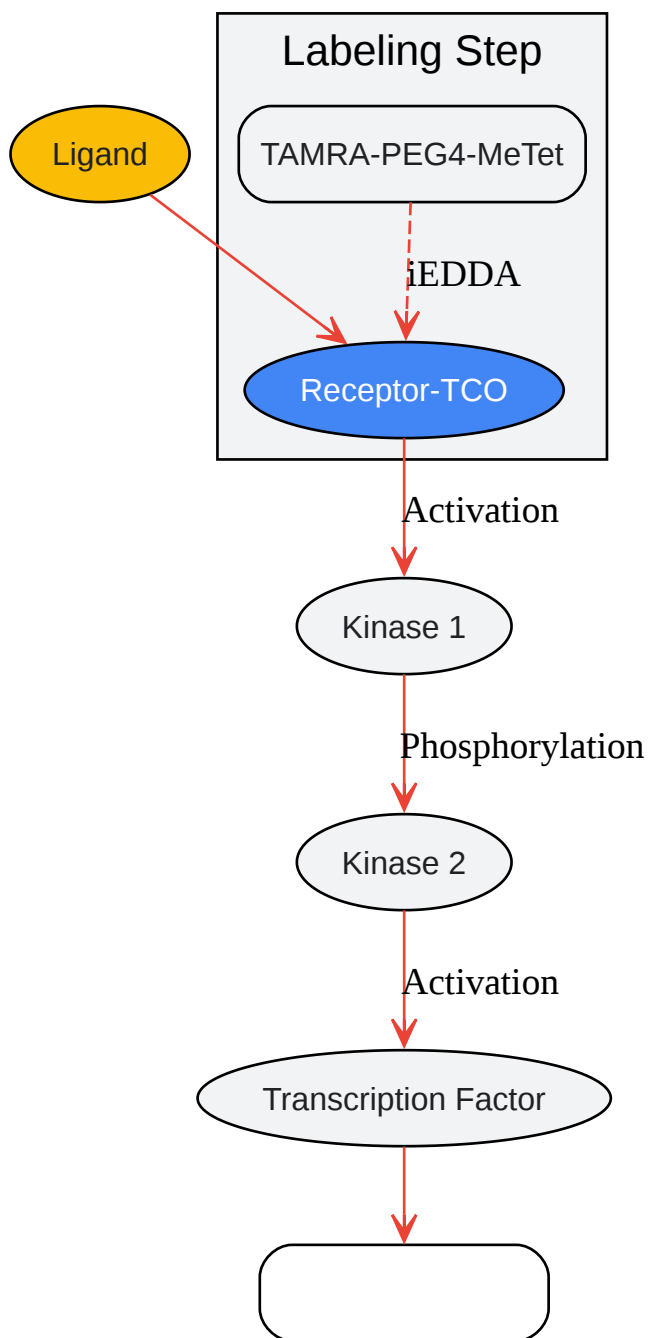 Labeling Step
Ligand
TAMRA-PEG4-MeTet
iEDDA
Receptor-TCO
Activation
Kinase 1
Phosphorylation
Kinase 2
Activation
Transcription Factor